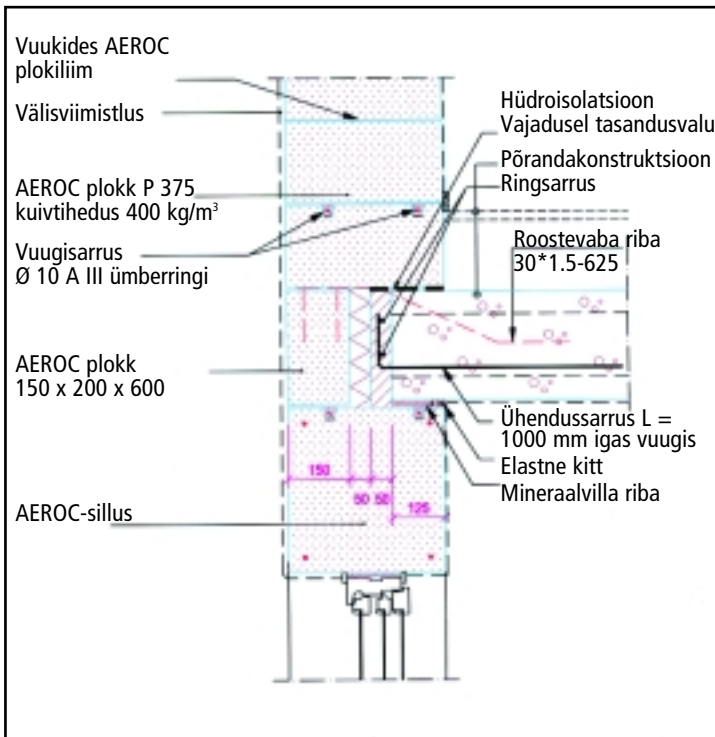 Vuukides AEROC
plokiliim
Välisviimistlus
AEROC plokk P 375
kuivtihedus 400 kg/m³
Vuugisarrus
Ø 10 A III ümberringi
AEROC plokk
150 x 200 x 600
AEROC-sillus
Hüdroisolatsioon
Vajadusel tasandusvalu
Põrandakonstruktsioon
Ringsarrus
Roostevaba riba
30*1.5-625
Ühendussarrus L =
1000 mm igas vuugis
Elastne kitt
Mineraalvilla riba
150
50
50
125